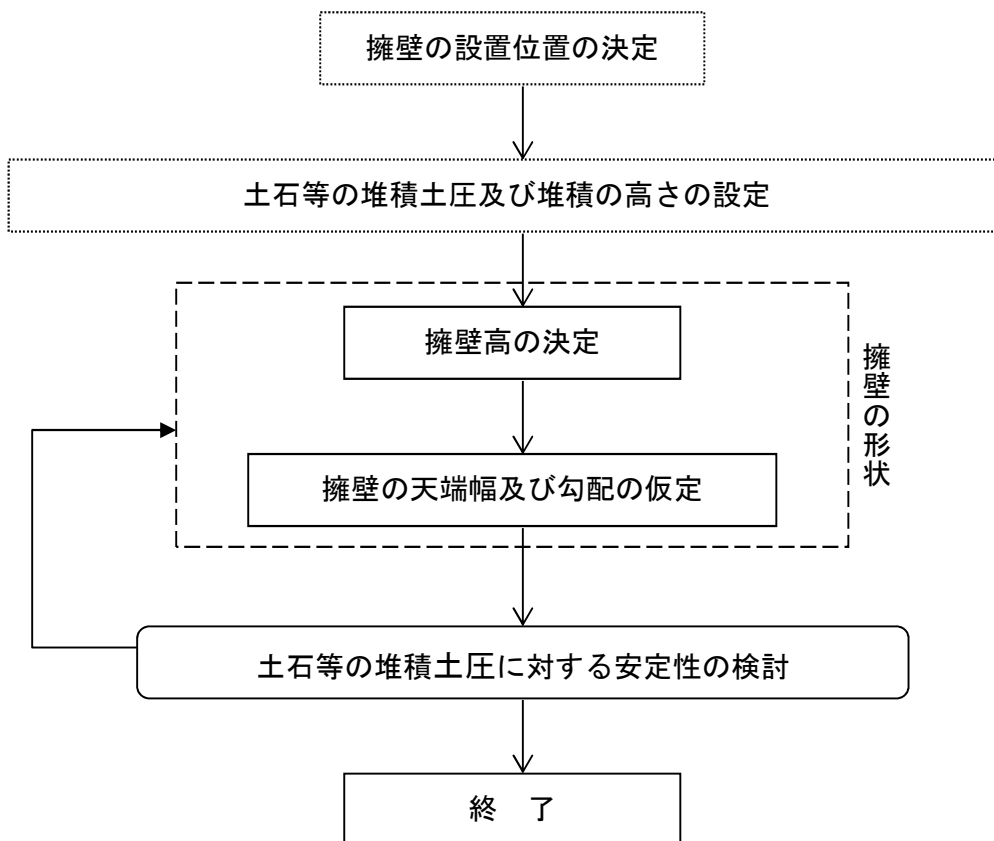 擁壁の設置位置の決定
土石等の堆積土圧及び堆積の高さの設定
擁壁高の決定
擁壁の天端幅及び勾配の仮定
擁壁の形状
土石等の堆積土圧に対する安定性の検討
終　了